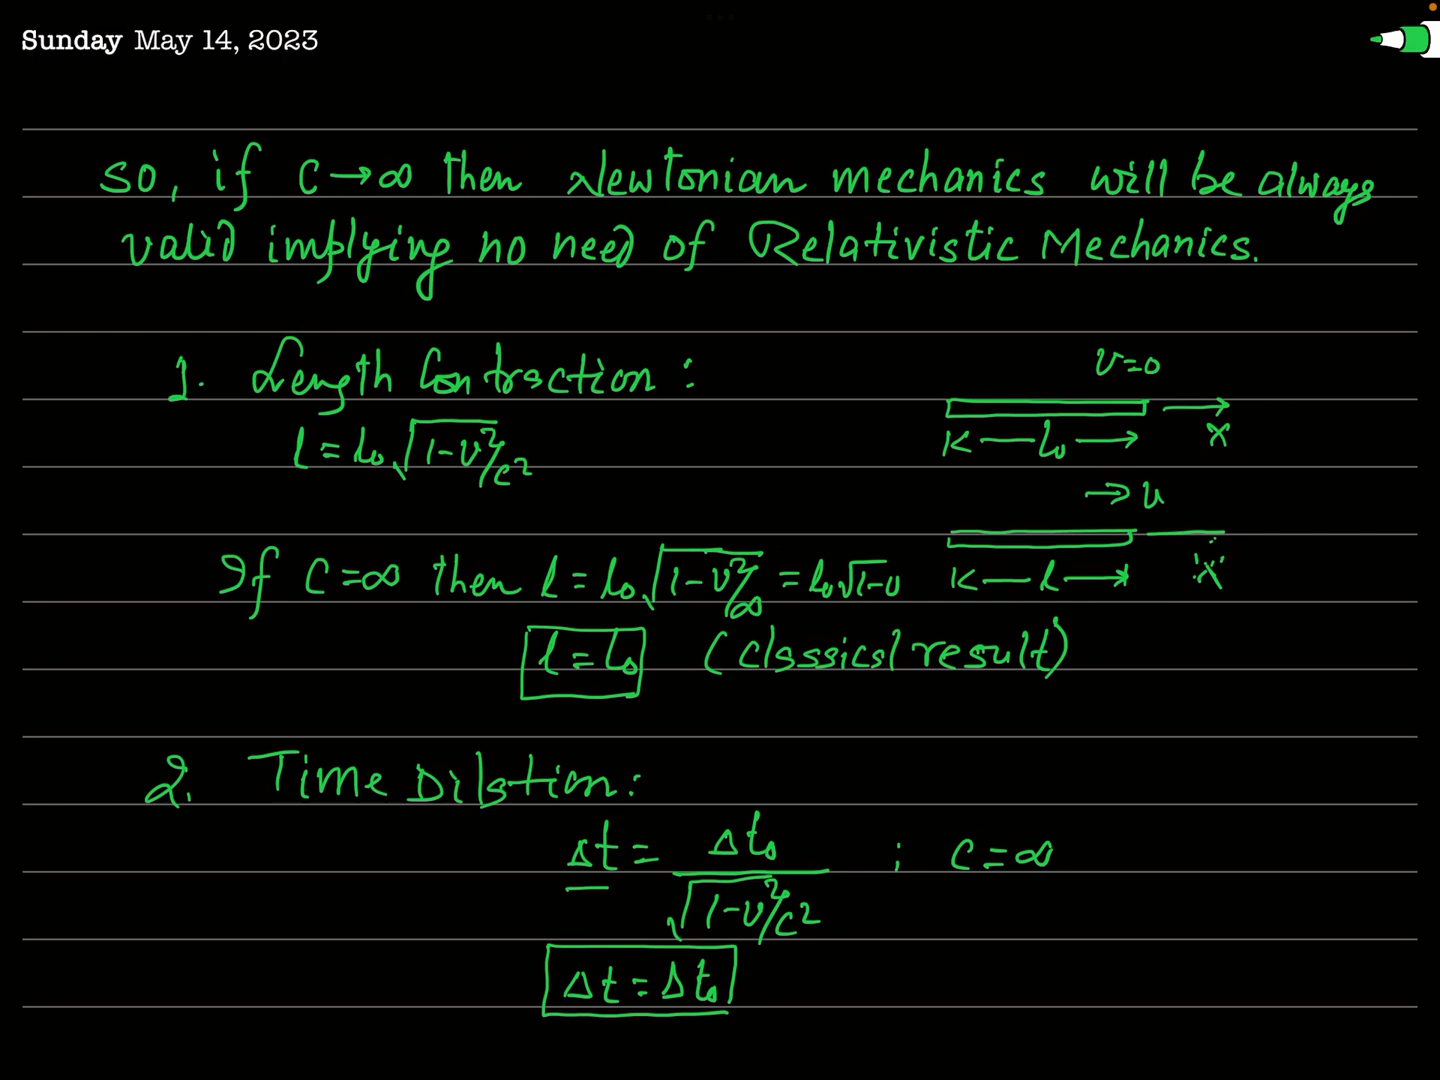 Sunday May 14, 2023
so, if C→∞ then Newtonian mechanics will be always
valid implying no need of Relativistic Mechanics.
1. Length Contraction:
v=0
l = l₀√(1-v²/c²)
K — l₀ → x
→ v
If C=∞ then l = l₀√(1-v²/∞) = l₀√1-0
K — l → x
l = l₀ (Classical result)
2. Time Dilation:
Δt = Δt₀/√(1-v²/c²) ; C=∞
Δt = Δt₀